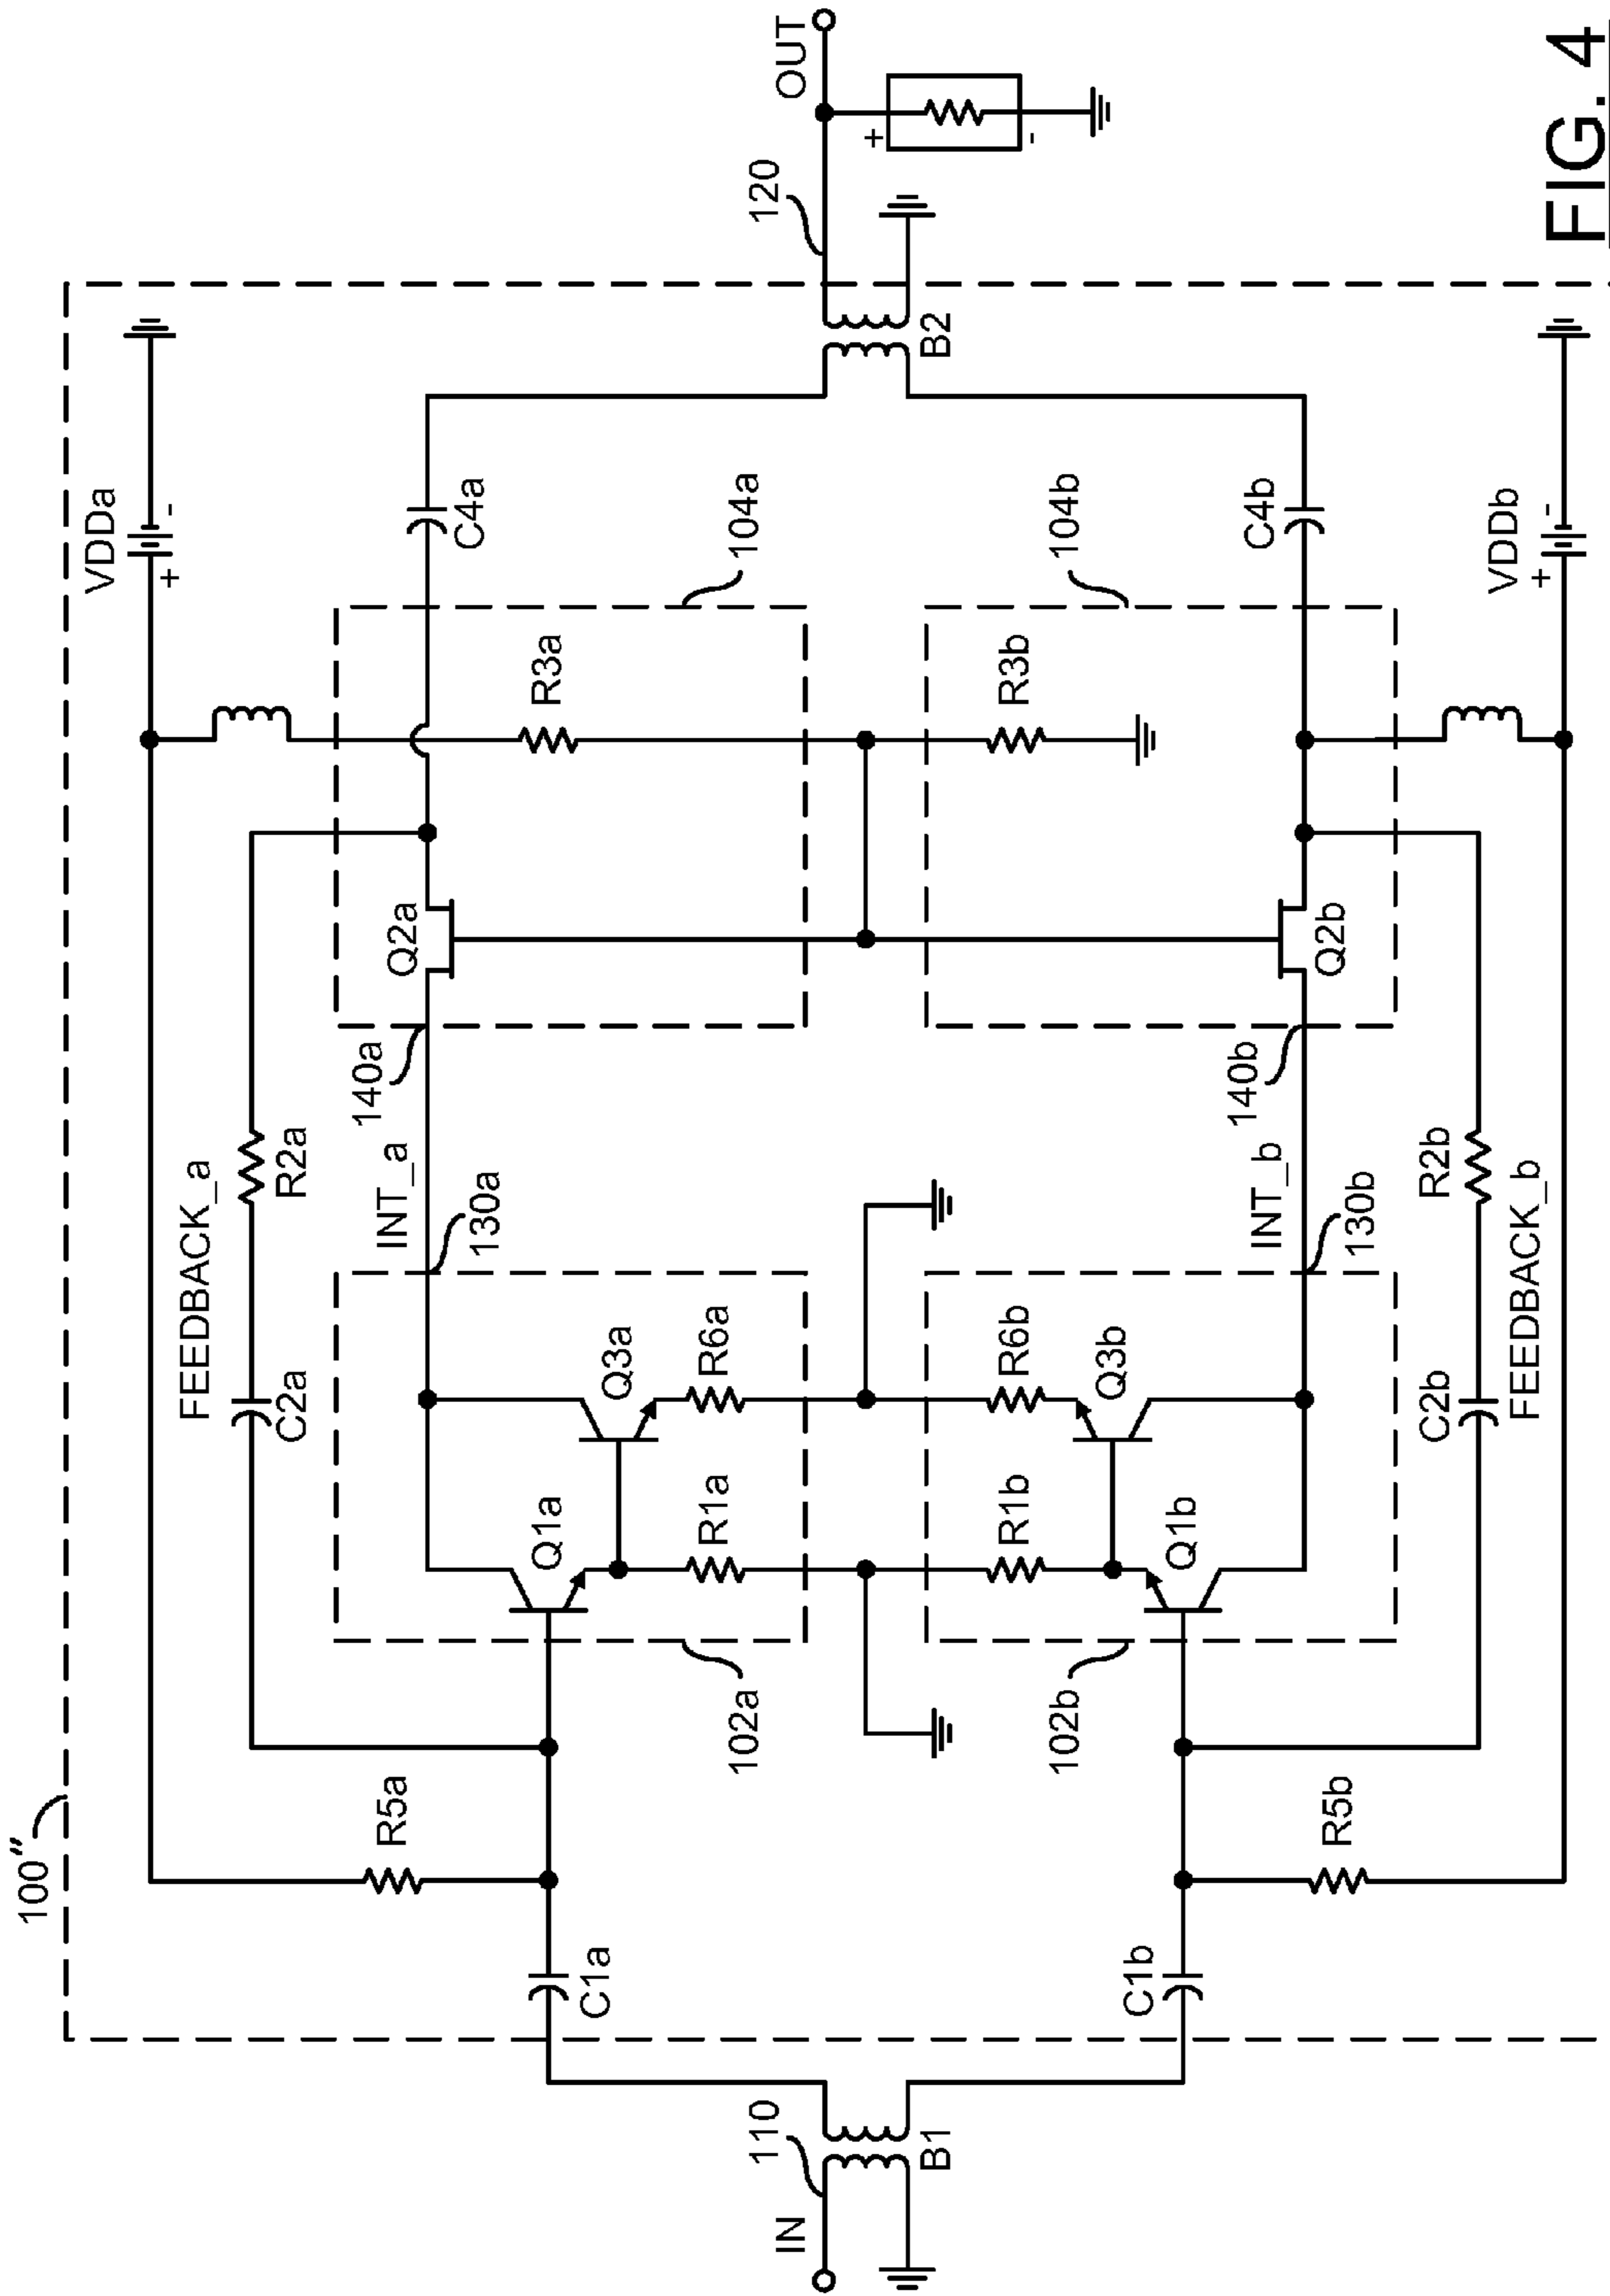 100″
VDDa
+
-
FEEDBACK_a
C2a
R2a
R5a
INT_a
130a
140a
Q2a
C4a
Q1a
Q3a
R3a
C1a
R1a
R6a
102a
104a
IN
110
B1
120
B2
OUT
+
-
102b
104b
R1b
R6b
R3b
C1b
Q1b
Q3b
INT_b
130b
140b
Q2b
C4b
R5b
C2b
R2b
FEEDBACK_b
VDDb
+
-
FIG. 4